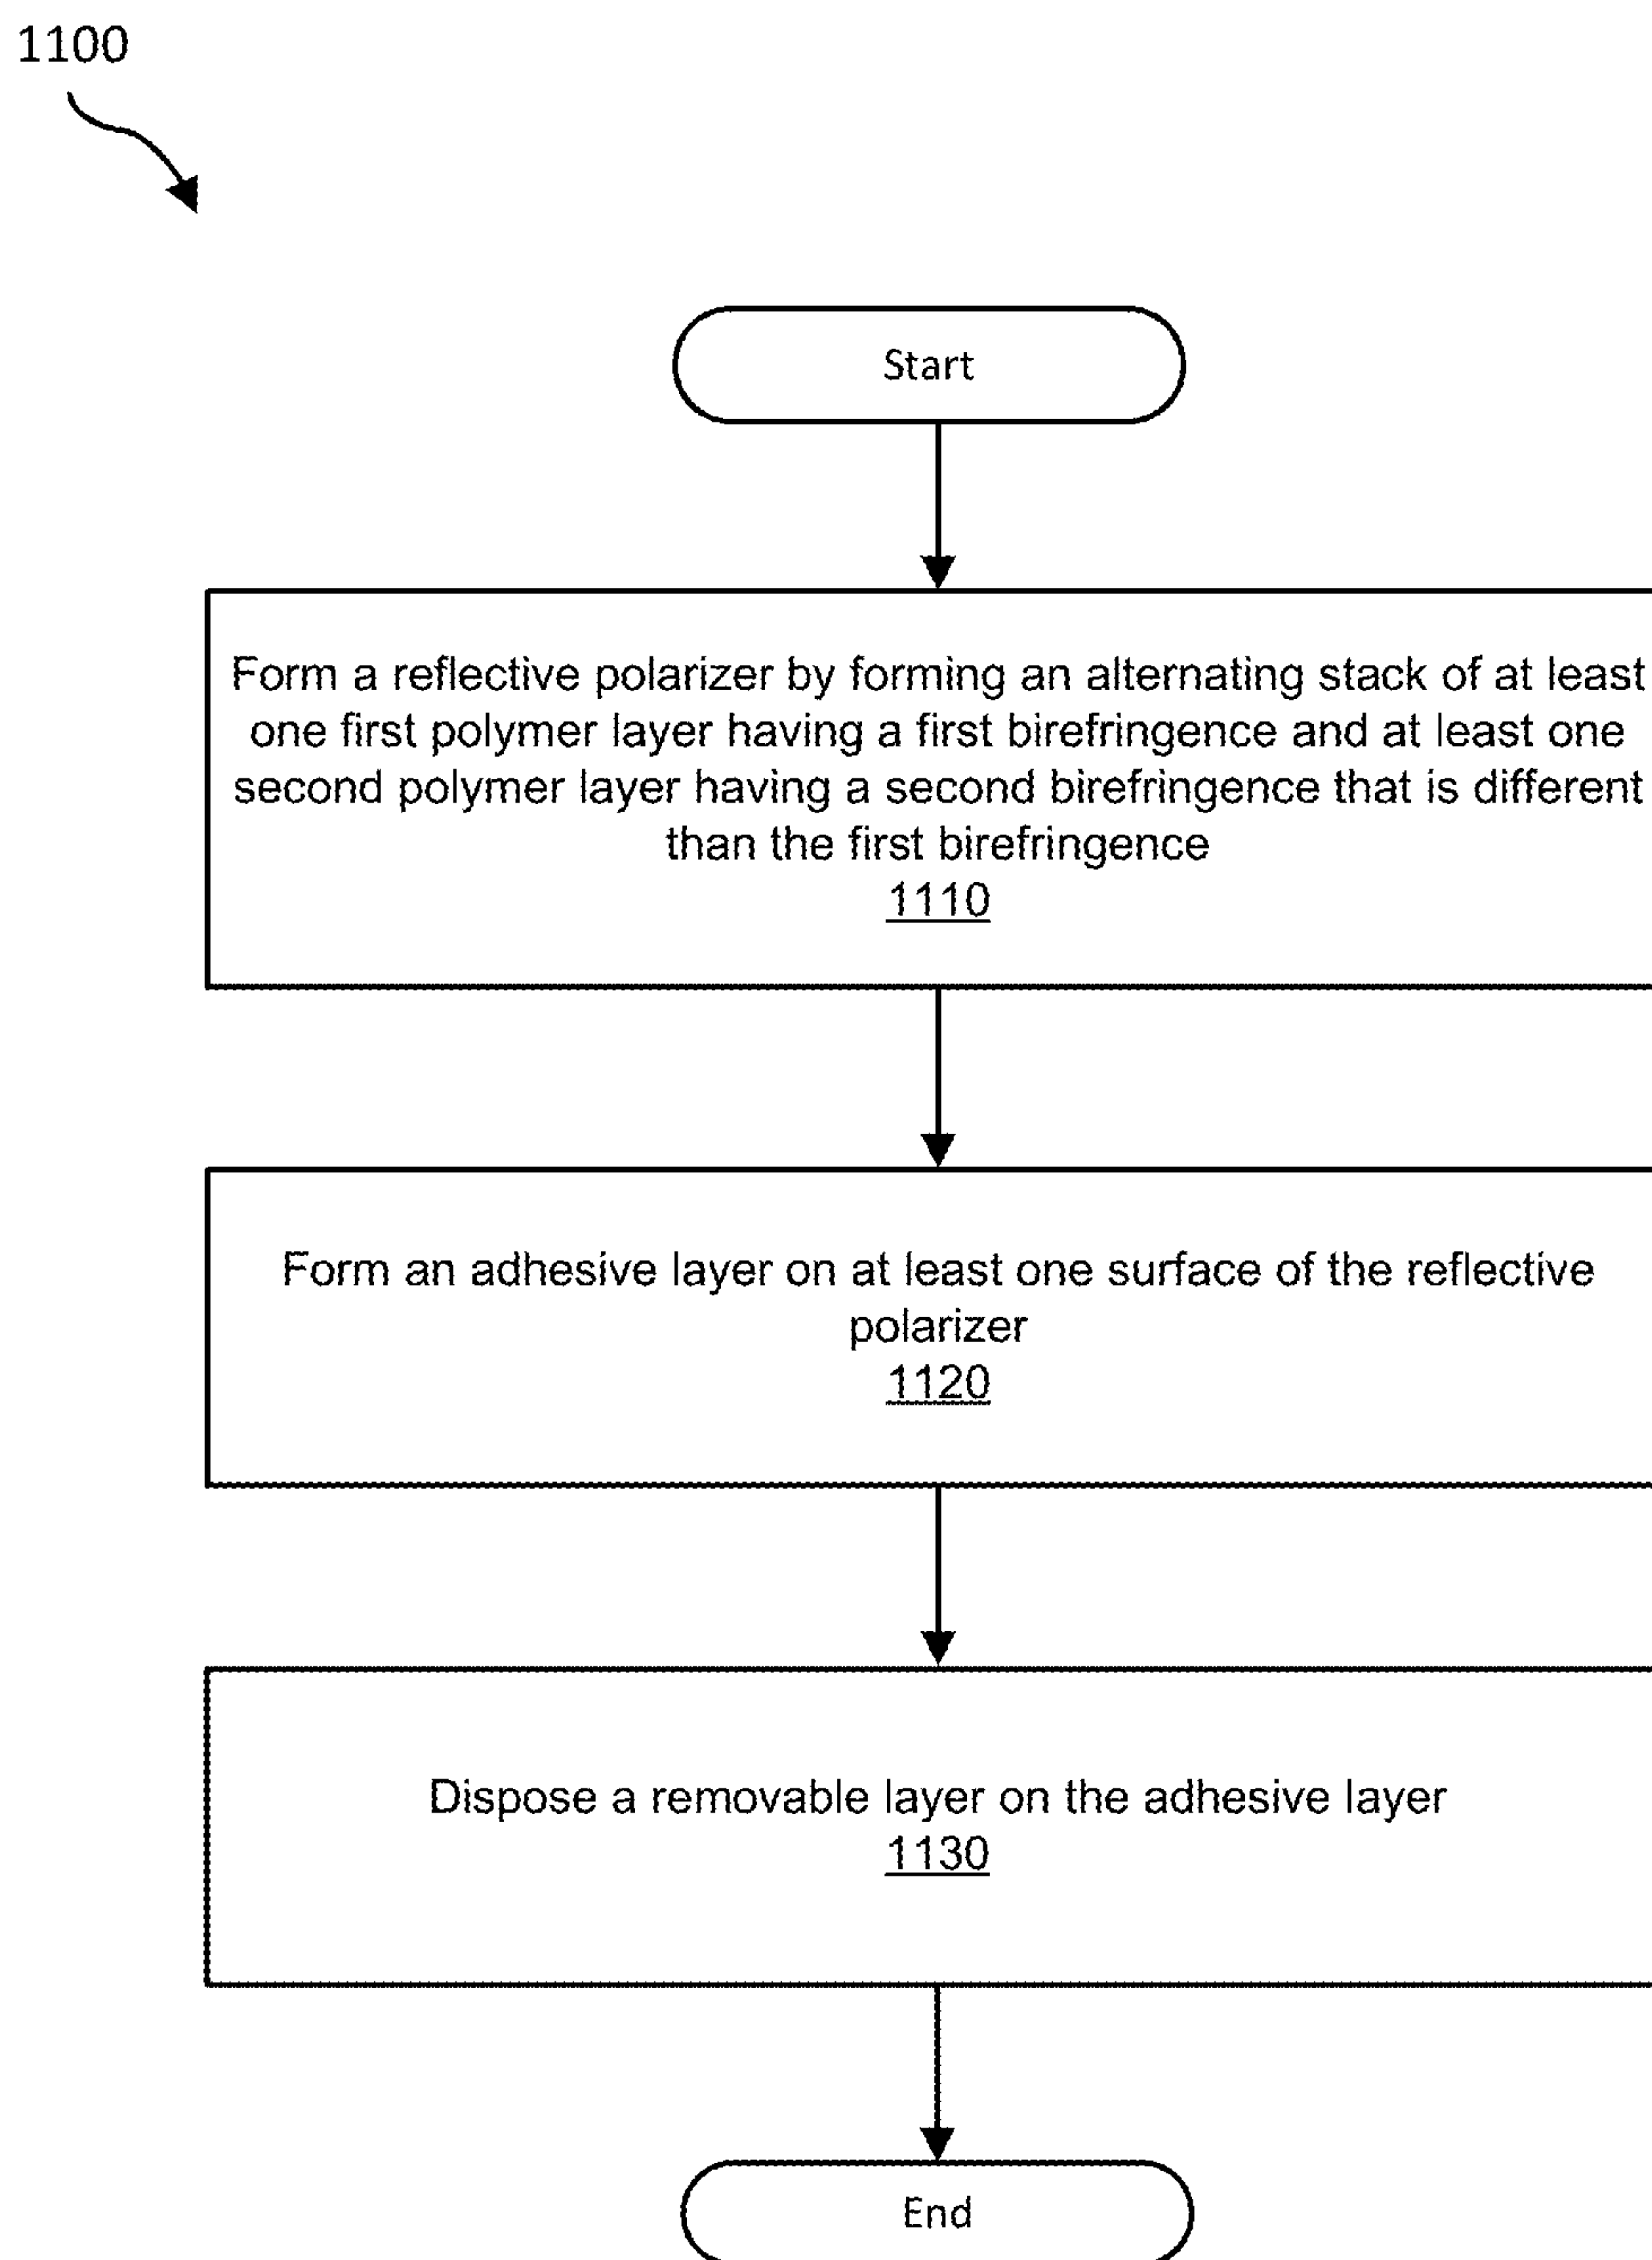 1100
Start
Form a reflective polarizer by forming an alternating stack of at least
one first polymer layer having a first birefringence and at least one
second polymer layer having a second birefringence that is different
than the first birefringence
1110
Form an adhesive layer on at least one surface of the reflective
polarizer
1120
Dispose a removable layer on the adhesive layer
1130
End